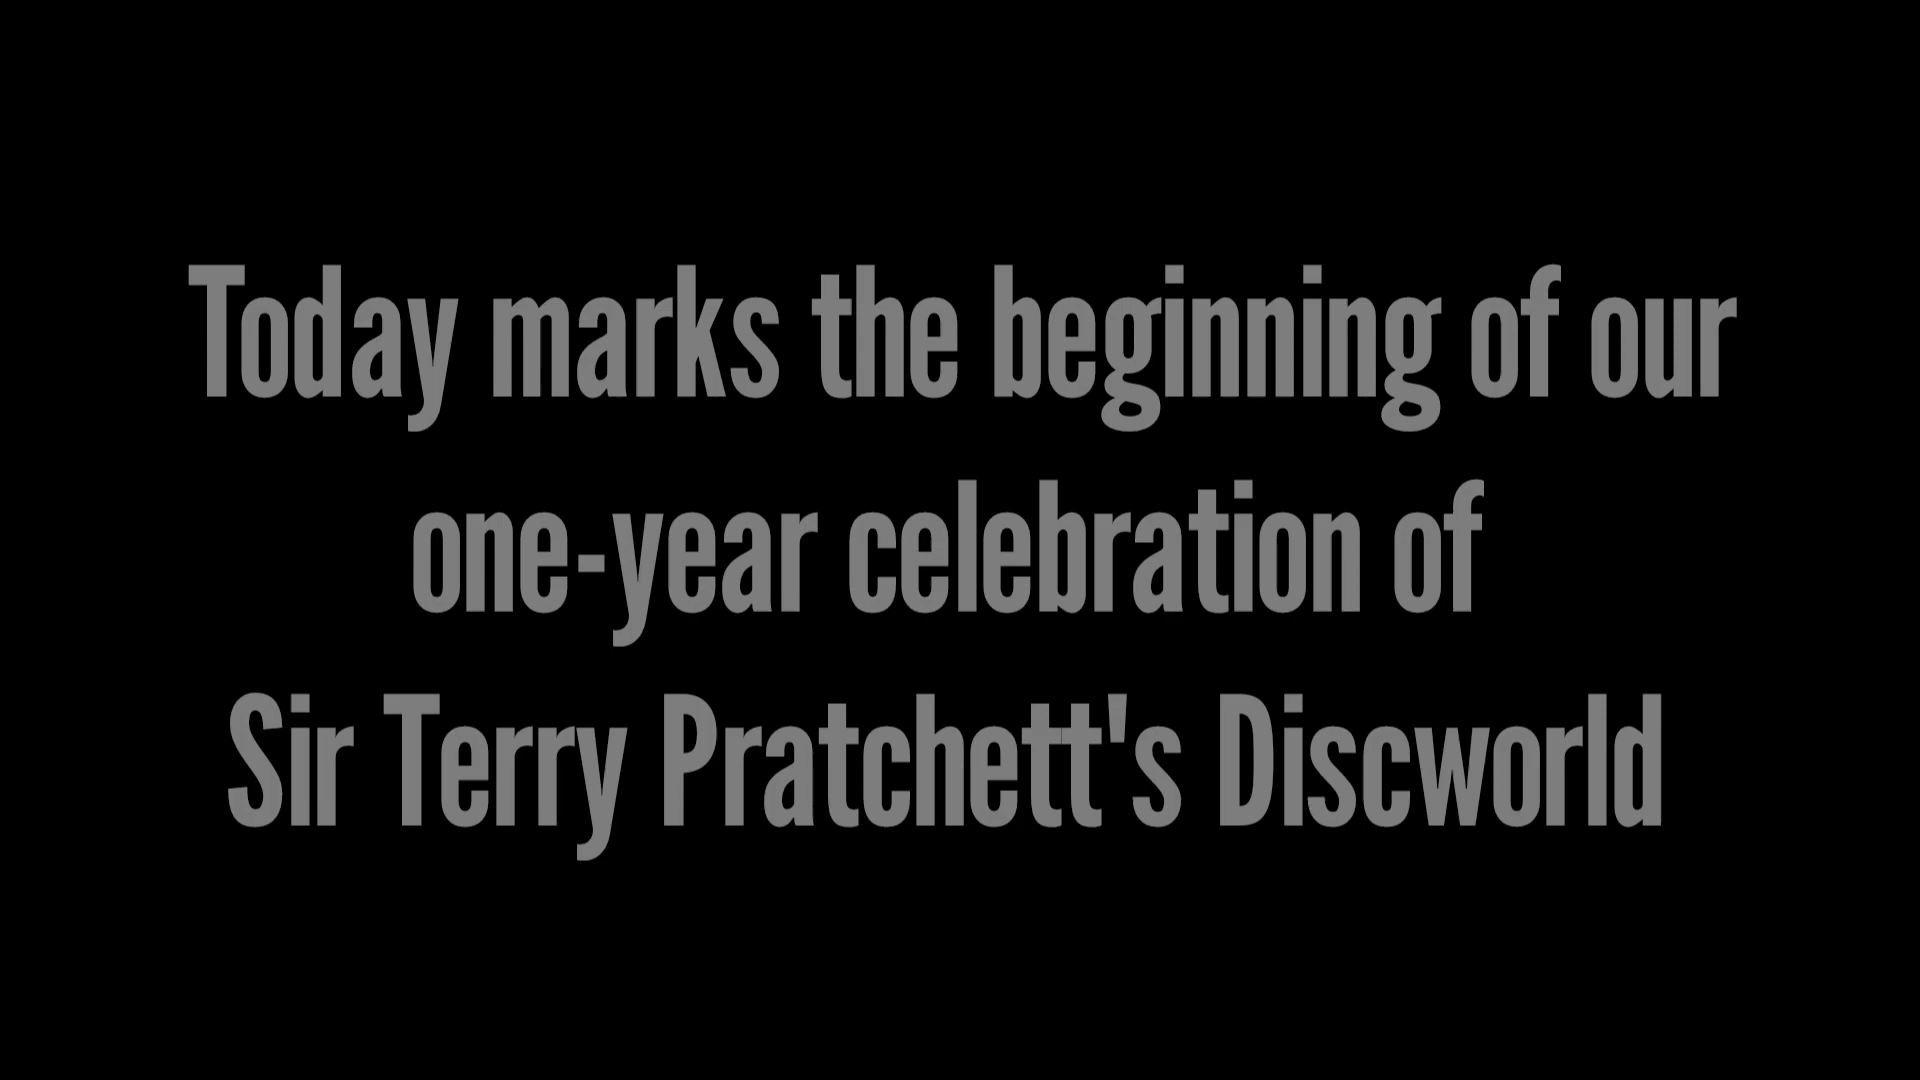 Today marks the beginning of our
one-year celebration of
Sir Terry Pratchett's Discworld